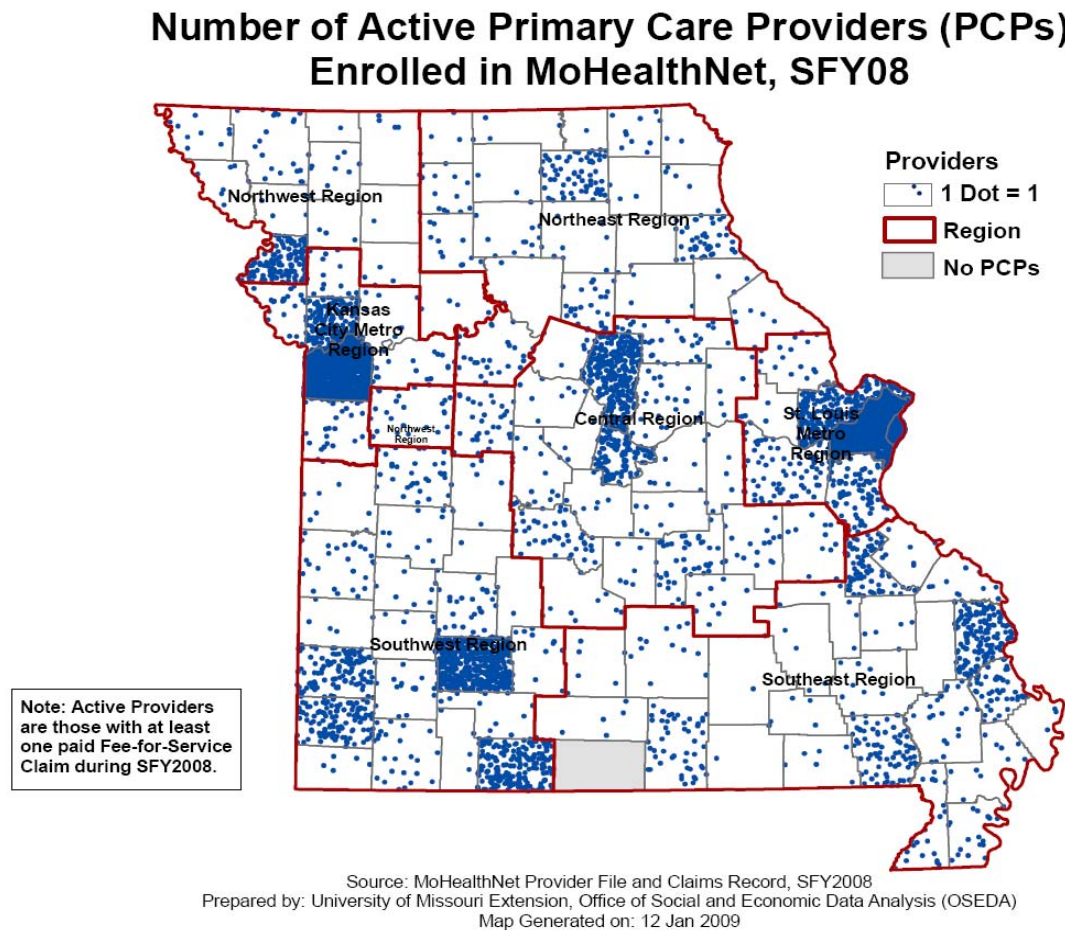 Number of Active Primary Care Providers (PCPs)
Enrolled in MoHealthNet, SFY08
Providers
1 Dot = 1
Region
No PCPs
Northwest Region
Northeast Region
Kansas
City Metro
Region
Northwest
Region
Central Region
St. Louis
Metro
Region
Southwest Region
Southeast Region
Note: Active Providers
are those with at least
one paid Fee-for-Service
Claim during SFY2008.
Source: MoHealthNet Provider File and Claims Record, SFY2008
Prepared by: University of Missouri Extension, Office of Social and Economic Data Analysis (OSEDA)
Map Generated on: 12 Jan 2009